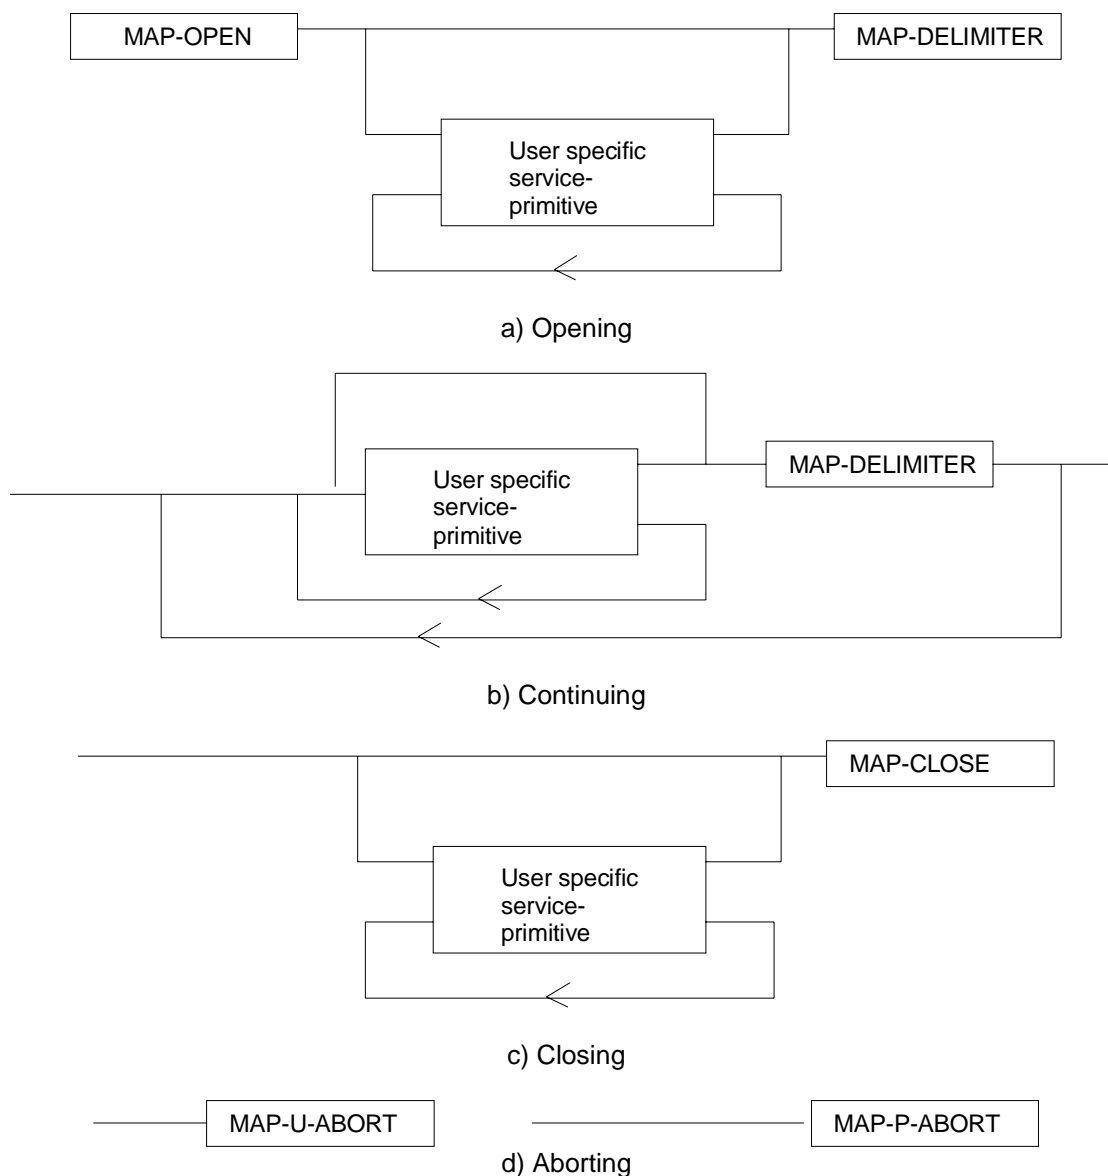 MAP-OPEN
MAP-DELIMITER
User specific
service-
primitive
a) Opening
User specific
service-
primitive
MAP-DELIMITER
b) Continuing
MAP-CLOSE
User specific
service-
primitive
c) Closing
MAP-U-ABORT
MAP-P-ABORT
d) Aborting